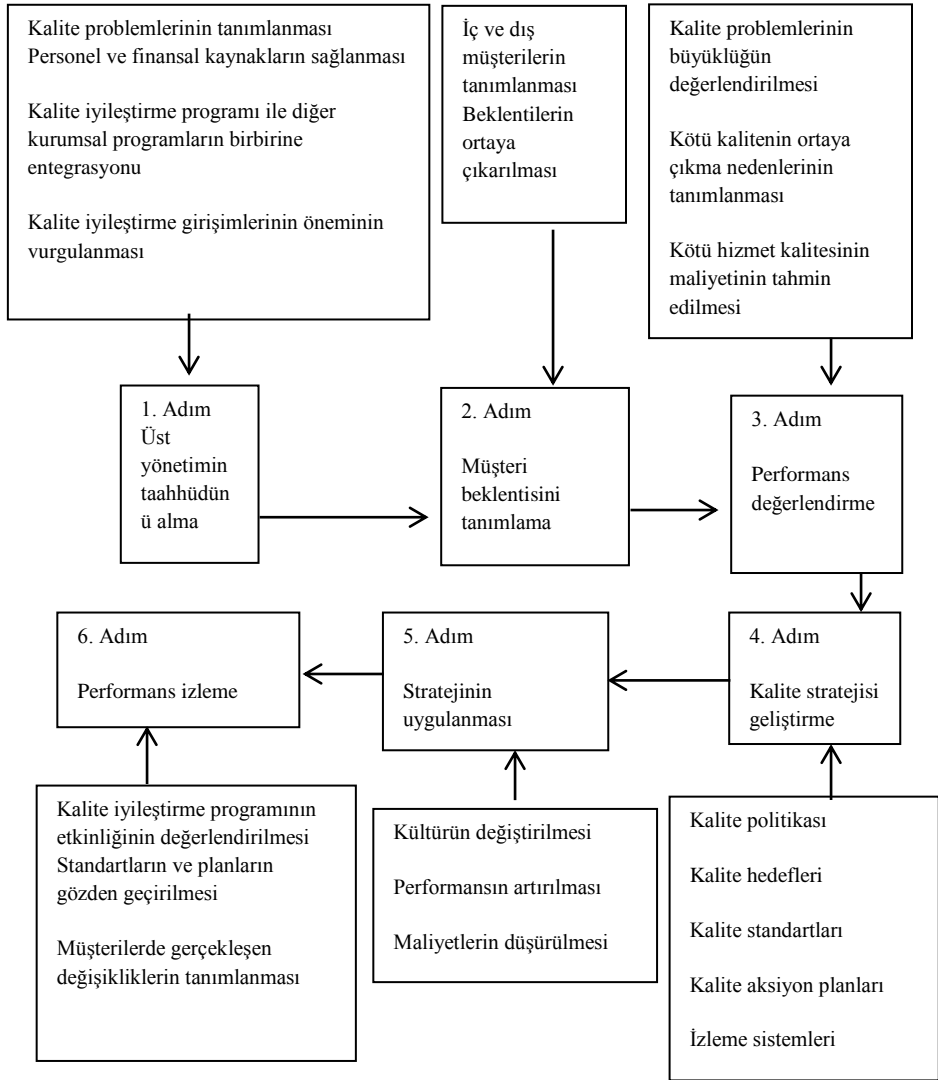 Kalite problemlerinin tanımlanması
Personel ve finansal kaynakların sağlanması
Kalite iyileştirme programı ile diğer
kurumsal programların birbirine
entegrasyonu
Kalite iyileştirme girişimlerinin öneminin
vurgulanması
İç ve dış
müşterilerin
tanımlanması
Beklentilerin
ortaya
çıkarılması
Kalite problemlerinin
büyüklüğün
değerlendirilmesi
Kötü kalitenin ortaya
çıkma nedenlerinin
tanımlanması
Kötü hizmet kalitesinin
maliyetinin tahmin
edilmesi
1. Adım
Üst
yönetimin
taahhüdün
ü alma
2. Adım
Müşteri
beklentisini
tanımlama
3. Adım
Performans
değerlendirme
6. Adım
Performans izleme
5. Adım
Stratejinin
uygulanması
4. Adım
Kalite stratejisi
geliştirme
Kalite iyileştirme programının
etkinliğinin değerlendirilmesi
Standartların ve planların
gözden geçirilmesi
Müşterilerde gerçekleşen
değişikliklerin tanımlanması
Kültürün değiştirilmesi
Performansın artırılması
Maliyetlerin düşürülmesi
Kalite politikası
Kalite hedefleri
Kalite standartları
Kalite aksiyon planları
İzleme sistemleri